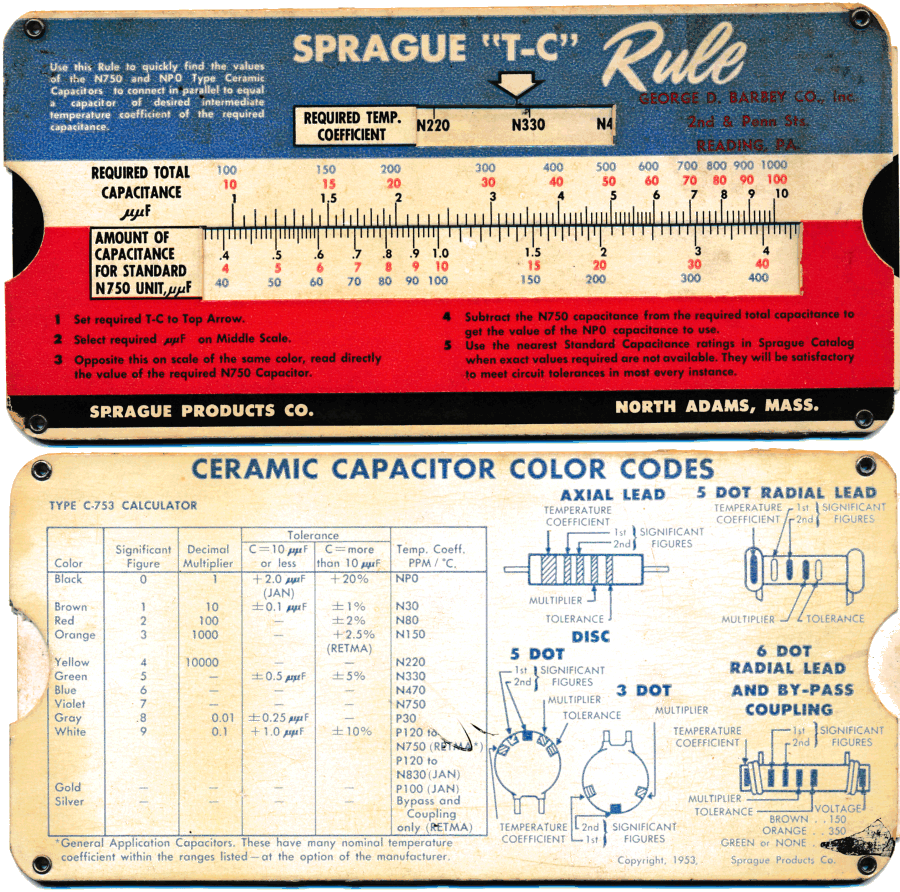 SPRAGUE "T-C" Rule
Use this Rule to quickly find the values
of the N750 and NPO Type Ceramic
Capacitors to connect in parallel to equal
a capacitor of desired intermediate
temperature coefficient of the required
capacitance.
REQUIRED TEMP.
COEFFICIENT
N220 N330 N4
GEORGE D. BARBEY CO., Inc.
2nd & Penn Sts.
READING, PA.
REQUIRED TOTAL
CAPACITANCE
μμF
100 150 200 300 400 500 600 700 800 900 1000
10 15 20 30 40 50 60 70 80 90 100
1 1.5 2 3 4 5 6 7 8 9 10
AMOUNT OF
CAPACITANCE
FOR STANDARD
N750 UNIT, μμF
.4 .5 .6 .7 .8 .9 1.0 1.5 2 3 4
4 5 6 7 8 9 10 15 20 30 40
40 50 60 70 80 90 100 150 200 300 400
1 Set required T-C to Top Arrow.
2 Select required μμF on Middle Scale.
3 Opposite this on scale of the same color, read directly
the value of the required N750 Capacitor.
4 Subtract the N750 capacitance from the required total capacitance to
get the value of the NPO capacitance to use.
5 Use the nearest Standard Capacitance ratings in Sprague Catalog
when exact values required are not available. They will be satisfactory
to meet circuit tolerances in most every instance.
SPRAGUE PRODUCTS CO. NORTH ADAMS, MASS.
CERAMIC CAPACITOR COLOR CODES
TYPE C-753 CALCULATOR
Tolerance
Color Significant Figure Decimal Multiplier C=10 μμF or less C=more than 10 μμF Temp. Coeff. PPM/°C.
Black 0 1 +2.0 μμF (JAN) +20% NPO
Brown 1 10 ±0.1 μμF ±1% N30
Red 2 100 — ±2% N80
Orange 3 1000 — +2.5% (RETMA) N150
Yellow 4 10000 — — N220
Green 5 — ±0.5 μμF ±5% N330
Blue 6 — — — N470
Violet 7 — — — N750
Gray .8 0.01 ±0.25 μμF — P30
White 9 0.1 +1.0 μμF ±10% P120 to
N750 (RETMA*)
P120 to
N830 (JAN)
Gold — — — — P100 (JAN)
Silver — — — — Bypass and
Coupling
only (RETMA)
*General Application Capacitors. These have many nominal temperature
coefficient within the ranges listed—at the option of the manufacturer.
AXIAL LEAD
TEMPERATURE
COEFFICIENT
1st SIGNIFICANT
2nd FIGURES
MULTIPLIER
TOLERANCE
5 DOT RADIAL LEAD
TEMPERATURE
COEFFICIENT
1st SIGNIFICANT
2nd FIGURES
MULTIPLIER
TOLERANCE
DISC
5 DOT
1st SIGNIFICANT
2nd FIGURES
MULTIPLIER
TOLERANCE
TEMPERATURE
COEFFICIENT
3 DOT
MULTIPLIER
2nd SIGNIFICANT
1st FIGURES
6 DOT
RADIAL LEAD
AND BY-PASS
COUPLING
TEMPERATURE
COEFFICIENT
1st SIGNIFICANT
2nd FIGURES
MULTIPLIER
TOLERANCE
VOLTAGE
BROWN . . 150
ORANGE . . 350
GREEN or NONE . .
Copyright, 1953, Sprague Products Co.